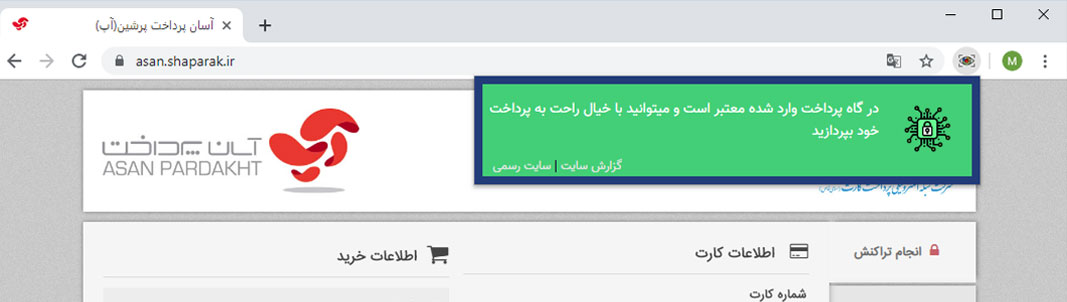 آسان پرداخت پرشین(آپ)
asan.shaparak.ir
M
در گاه پرداخت وارد شده معتبر است و میتوانید با خیال راحت به پرداخت
خود بپردازید
گزارش سایت | سایت رسمی
آسان پرداخت
ASAN PARDAKHT
انجام تراکنش
اطلاعات کارت
اطلاعات خرید
شماره کارت